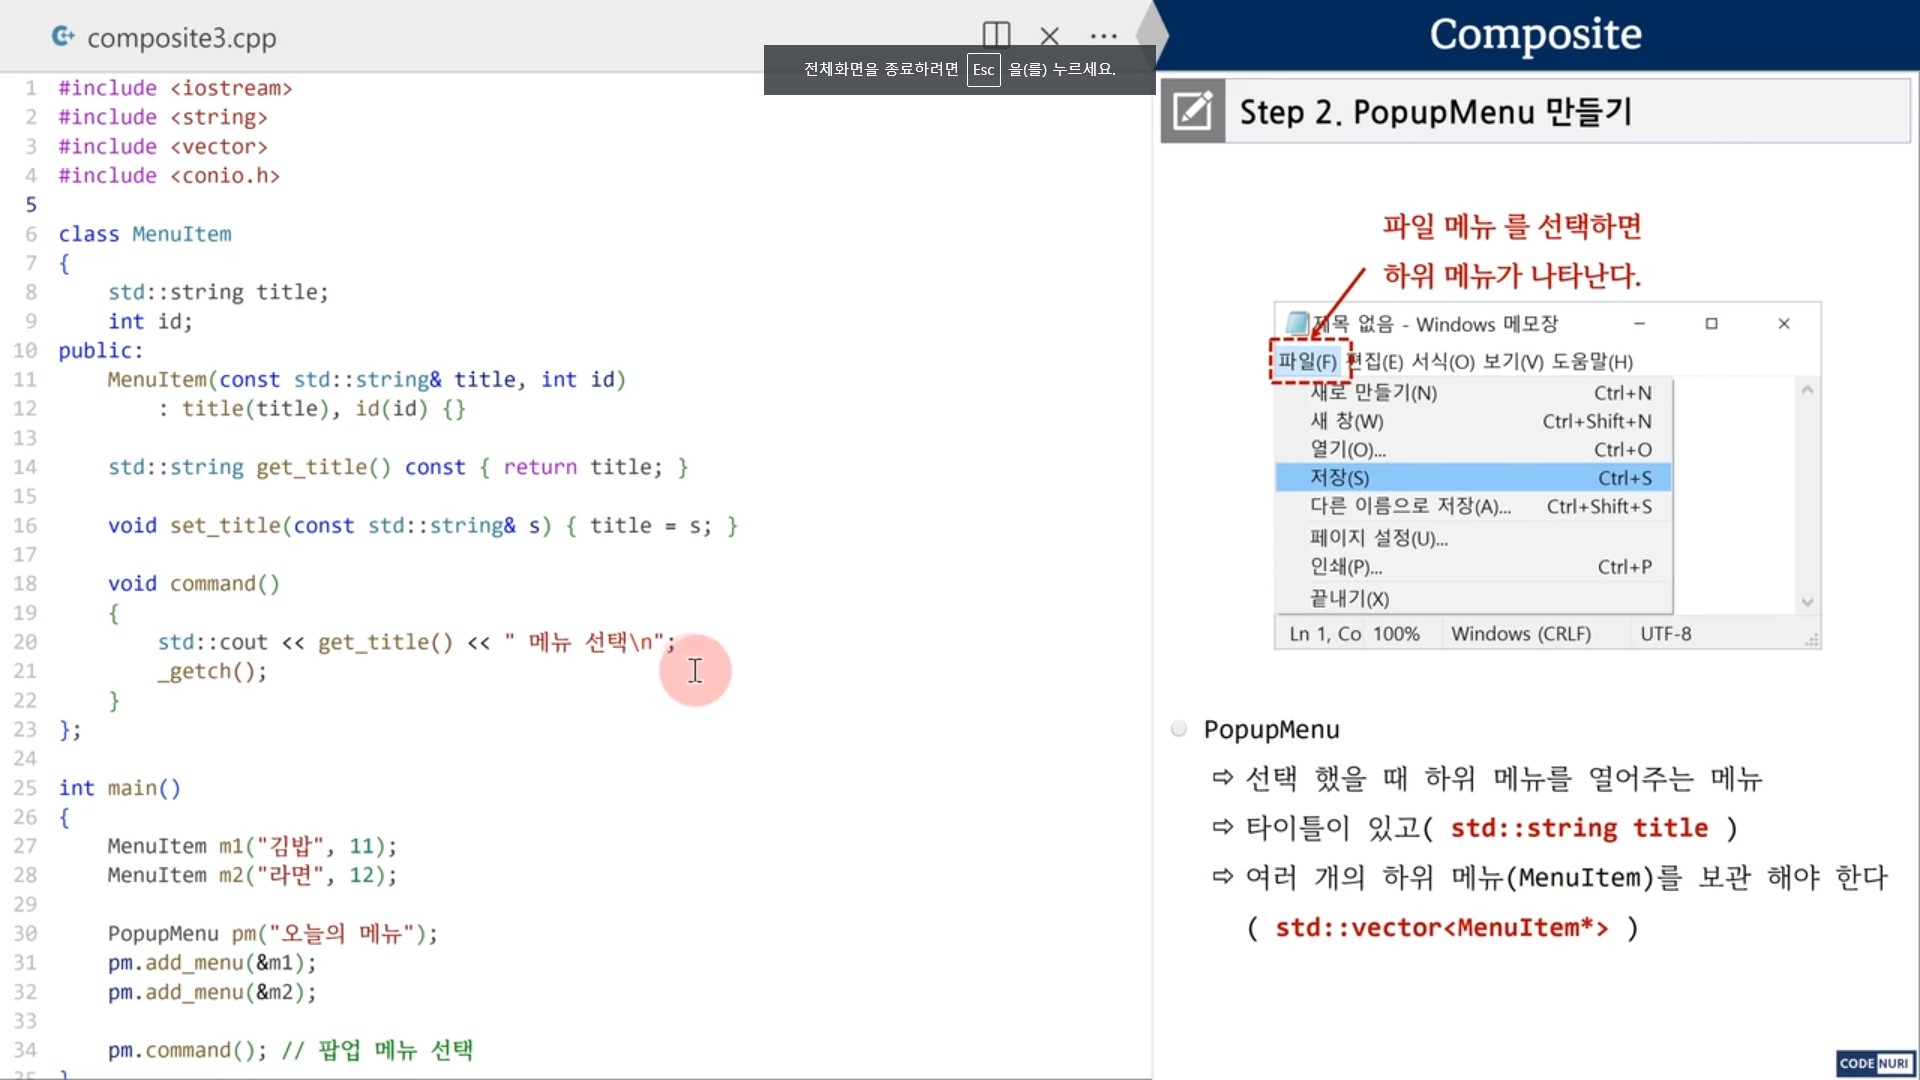 composite3.cpp
전체화면을 종료하려면 Esc 을(를) 누르세요.
1 #include <iostream>
2 #include <string>
3 #include <vector>
4 #include <conio.h>
5
6 class MenuItem
7 {
8     std::string title;
9     int id;
10 public:
11     MenuItem(const std::string& title, int id)
12         : title(title), id(id) {}
13
14     std::string get_title() const { return title; }
15
16     void set_title(const std::string& s) { title = s; }
17
18     void command()
19     {
20         std::cout << get_title() << " 메뉴 선택\n";
21         _getch();
22     }
23 };
24
25 int main()
26 {
27     MenuItem m1("김밥", 11);
28     MenuItem m2("라면", 12);
29
30     PopupMenu pm("오늘의 메뉴");
31     pm.add_menu(&m1);
32     pm.add_menu(&m2);
33
34     pm.command(); // 팝업 메뉴 선택
Composite
Step 2. PopupMenu 만들기
파일 메뉴 를 선택하면
하위 메뉴가 나타난다.
제목 없음 - Windows 메모장
파일(F) 편집(E) 서식(O) 보기(V) 도움말(H)
새로 만들기(N) Ctrl+N
새 창(W) Ctrl+Shift+N
열기(O)... Ctrl+O
저장(S) Ctrl+S
다른 이름으로 저장(A)... Ctrl+Shift+S
페이지 설정(U)...
인쇄(P)... Ctrl+P
끝내기(X)
Ln 1, Co 100% Windows (CRLF) UTF-8
PopupMenu
⇨ 선택 했을 때 하위 메뉴를 열어주는 메뉴
⇨ 타이틀이 있고( std::string title )
⇨ 여러 개의 하위 메뉴(MenuItem)를 보관 해야 한다
( std::vector<MenuItem*> )
CODE NURI